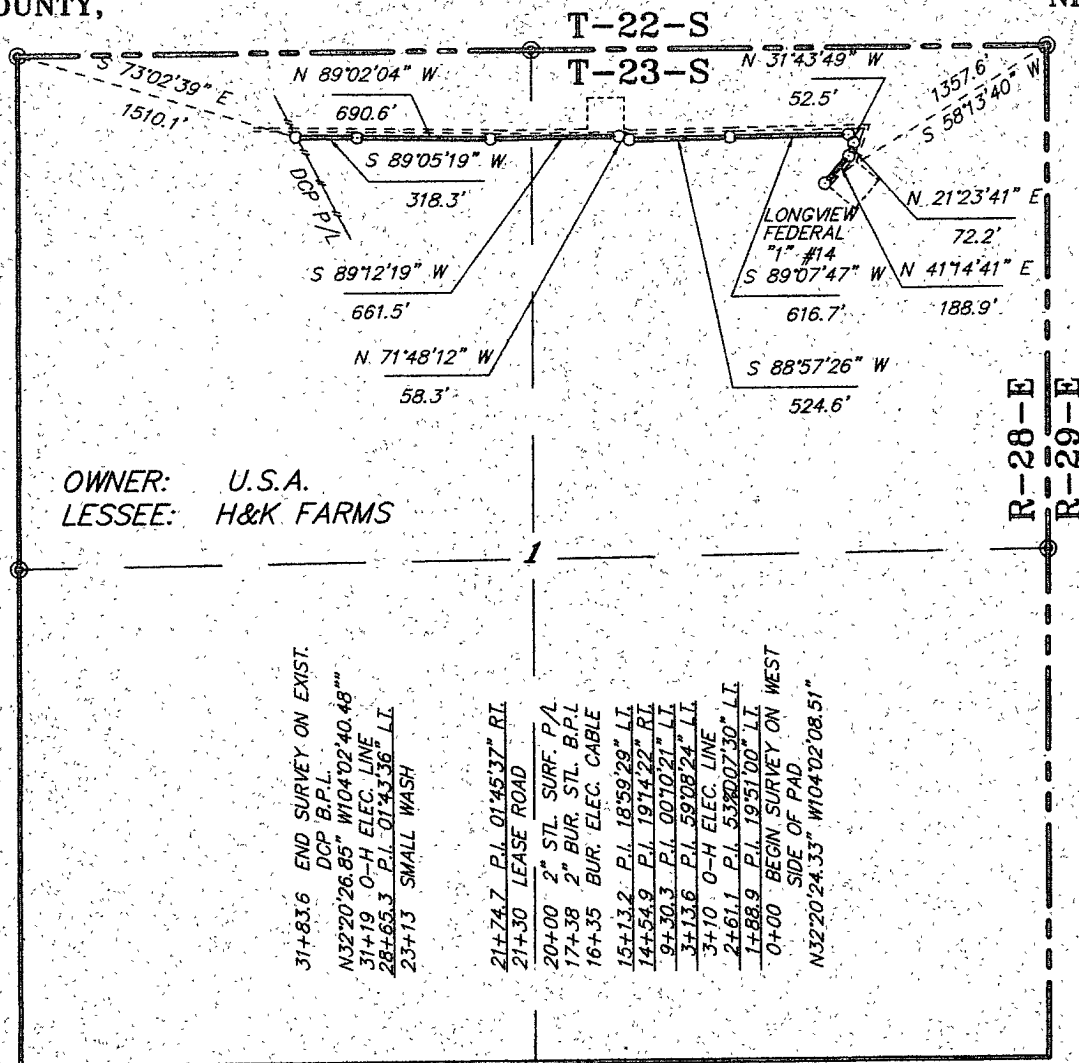 OUNTY,
T-22-S
T-23-S
S 73°02'39" E
1510.1'
N 89°02'04" W
690.6'
N 31°43'49" W
52.5'
1357.6'
S 58°13'40" W
S 89°05'19" W
318.3'
DCP P/L
N 21°23'41" E
72.2'
LONGVIEW
FEDERAL
"1" #14
S 89°12'19" W
661.5'
S 89°07'47" W
616.7'
N 41°14'41" E
188.9'
N 71°48'12" W
58.3'
S 88°57'26" W
524.6'
R-28-E
R-29-E
OWNER: U.S.A.
LESSEE: H&K FARMS
1
31+83.6 END SURVEY ON EXIST.
DCP B.P.L.
N32°20'26.85" W104°02'40.48""
31+19 O-H ELEC. LINE
28+65.3 P.I. 01°43'36" LT.
23+13 SMALL WASH
21+74.7 P.I. 01°45'37" RT.
21+30 LEASE ROAD
20+00 2" STL. SURF. P/L
17+38 2" BUR. STL. B.P.L
16+35 BUR. ELEC. CABLE
15+13.2 P.I. 18°59'29" LT.
14+54.9 P.I. 19°14'22" RT.
9+30.3 P.I. 00°10'21" LT.
3+13.6 P.I. 59°08'24" LT.
3+10 O-H ELEC. LINE
2+61.1 P.I. LT.
1+88.9 P.I. 19°51'00" LT.
0+00 BEGIN SURVEY ON WEST
SIDE OF PAD
N32°20'24.33" W104°02'08.51"